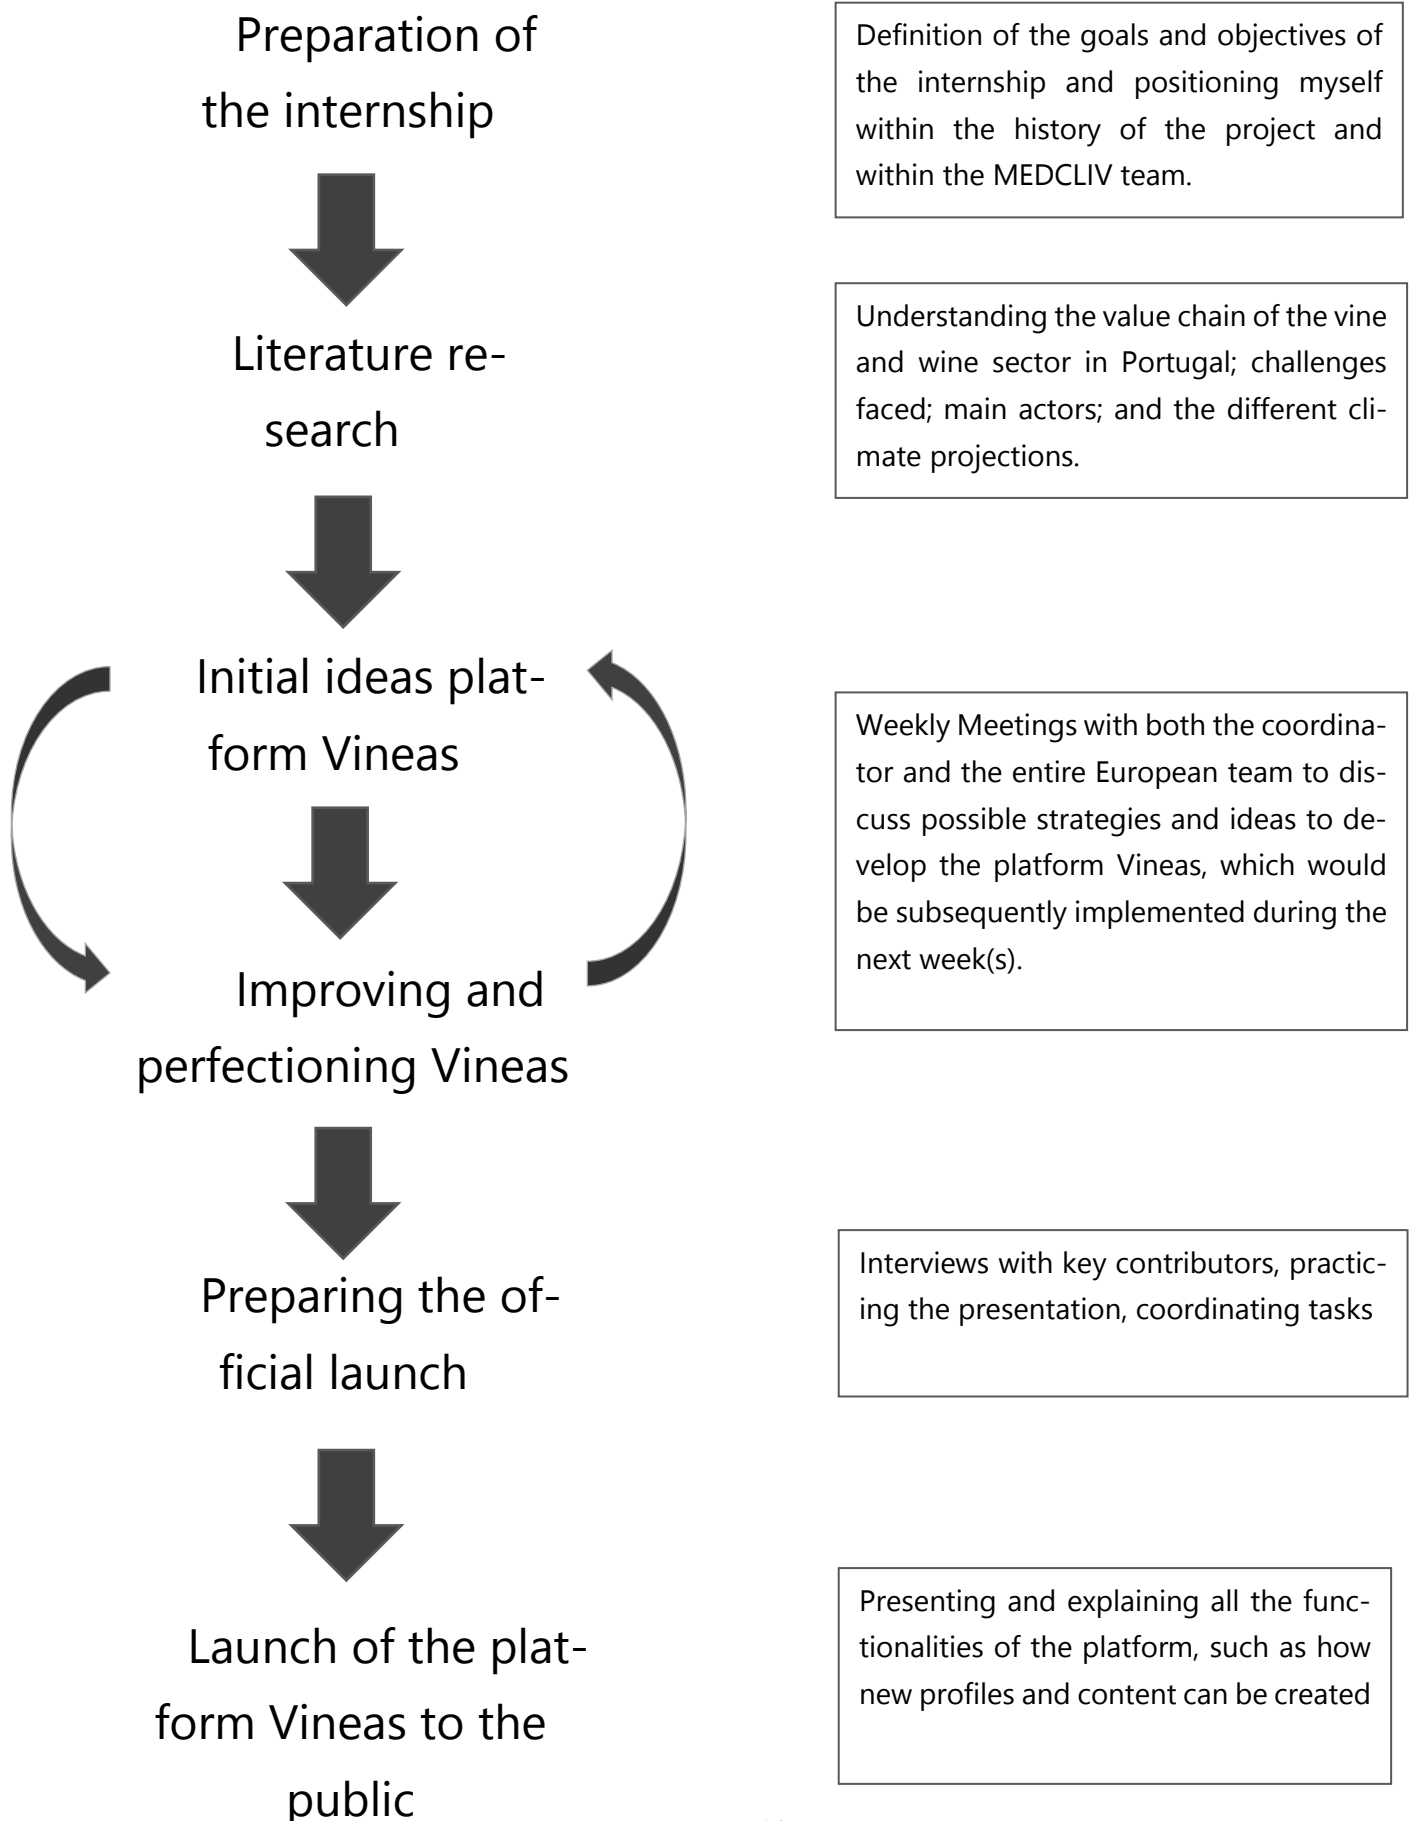 Preparation of
the internship
Definition of the goals and objectives of
the internship and positioning myself
within the history of the project and
within the MEDCLIV team.
Literature re-
search
Understanding the value chain of the vine
and wine sector in Portugal; challenges
faced; main actors; and the different cli-
mate projections.
Initial ideas plat-
form Vineas
Weekly Meetings with both the coordina-
tor and the entire European team to dis-
cuss possible strategies and ideas to de-
velop the platform Vineas, which would
be subsequently implemented during the
next week(s).
Improving and
perfectioning Vineas
Preparing the of-
ficial launch
Interviews with key contributors, practic-
ing the presentation, coordinating tasks
Launch of the plat-
form Vineas to the
public
Presenting and explaining all the func-
tionalities of the platform, such as how
new profiles and content can be created